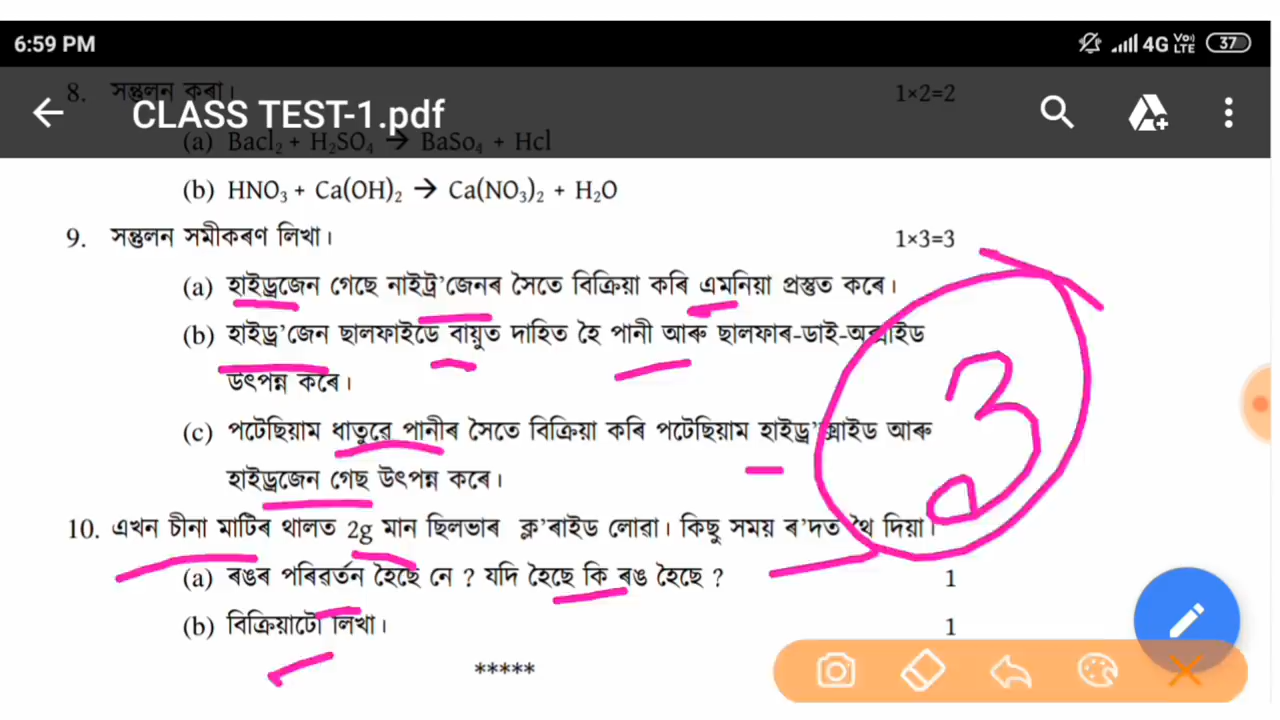 6:59 PM 4G Vo) LTE 37
8. সন্তুলন কৰা। 1×2=2
CLASS TEST-1.pdf
(a) Bacl₂ + H₂SO₄ → BaSo₄ + Hcl
(b) HNO₃ + Ca(OH)₂ → Ca(NO₃)₂ + H₂O
9. সন্তুলন সমীকৰণ লিখা। 1×3=3
(a) হাইড্ৰজেন গেছে নাইট্ৰ'জেনৰ সৈতে বিক্ৰিয়া কৰি এমনিয়া প্ৰস্তুত কৰে।
(b) হাইড্ৰ'জেন ছালফাইডে বায়ুত দাহিত হৈ পানী আৰু ছালফাৰ-ডাই-অক্সাইড
উৎপন্ন কৰে।
(c) পটেছিয়াম ধাতুৱে পানীৰ সৈতে বিক্ৰিয়া কৰি পটেছিয়াম হাইড্ৰ'ক্সাইড আৰু
হাইড্ৰজেন গেছ উৎপন্ন কৰে।
3
10. এখন চীনা মাটিৰ থালত 2g মান ছিলভাৰ ক্ল'ৰাইড লোৱা। কিছু সময় ৰ'দত থৈ দিয়া।
(a) ৰঙৰ পৰিৱৰ্তন হৈছে নে ? যদি হৈছে কি ৰঙ হৈছে ? 1
(b) বিক্ৰিয়াটো লিখা। 1
*****